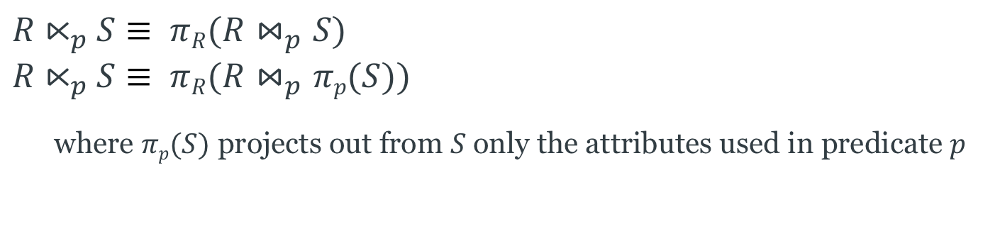 R ⋉p S ≡ πR(R ⋈p S)
R ⋉p S ≡ πR(R ⋈p πp(S))
where πp(S) projects out from S only the attributes used in predicate p